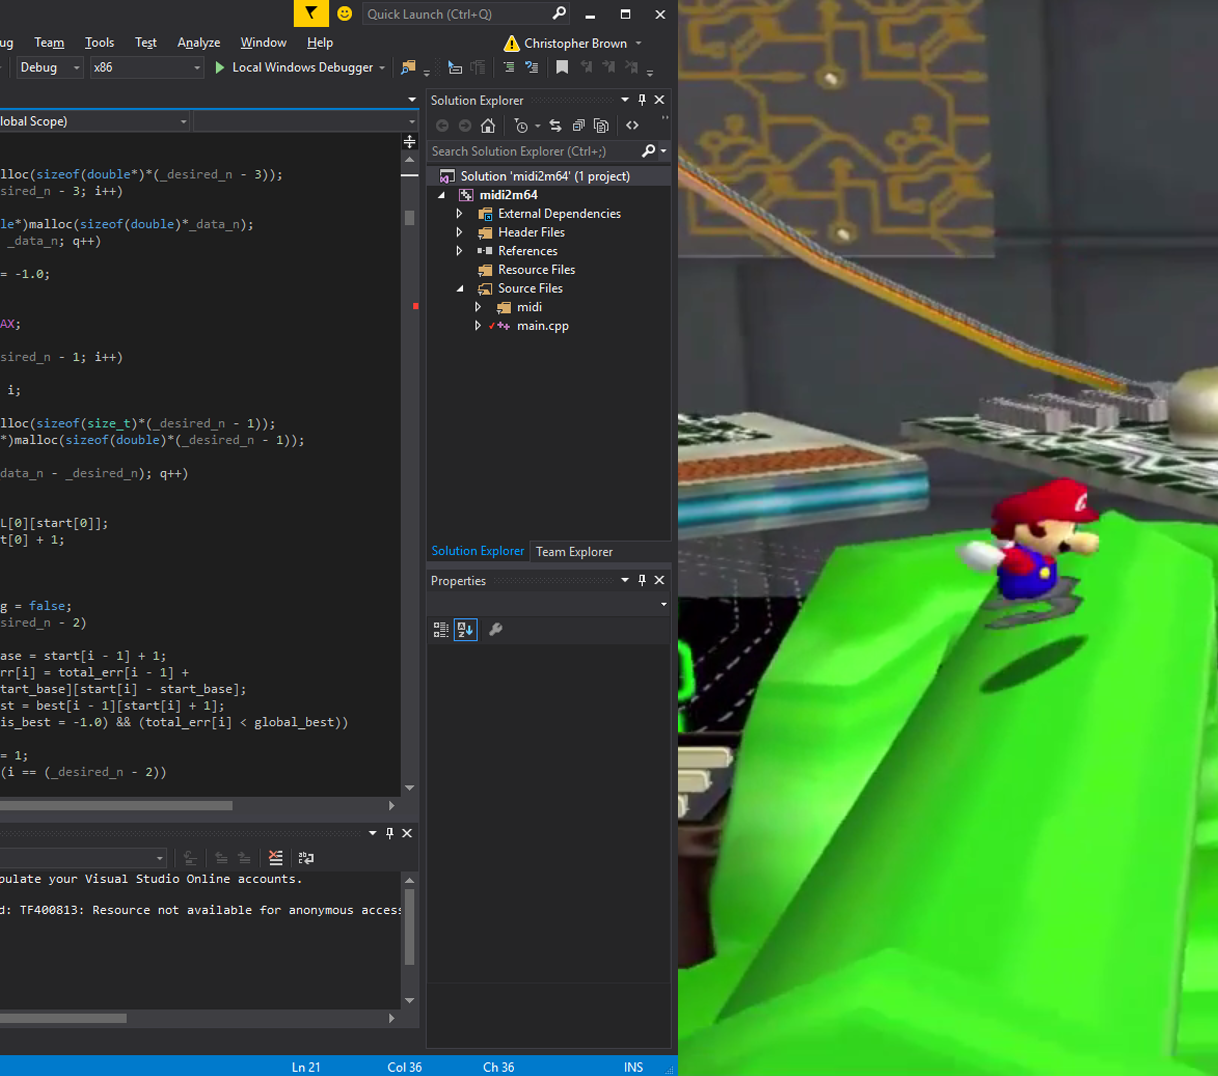 Quick Launch (Ctrl+Q)
ug Team Tools Test Analyze Window Help
Christopher Brown
Debug x86 Local Windows Debugger
lobal Scope)
lloc(sizeof(double*)*(_desired_n - 3));
sired_n - 3; i++)
le*)malloc(sizeof(double)*_data_n);
_data_n; q++)
= -1.0;
AX;
sired_n - 1; i++)
i;
lloc(sizeof(size_t)*(_desired_n - 1));
*)malloc(sizeof(double)*(_desired_n - 1));
data_n - _desired_n); q++)
L[0][start[0]];
t[0] + 1;
g = false;
sired_n - 2)
ase = start[i - 1] + 1;
rr[i] = total_err[i - 1] +
tart_base][start[i] - start_base];
st = best[i - 1][start[i] + 1];
is_best = -1.0) && (total_err[i] < global_best))
= 1;
(i == (_desired_n - 2))
Solution Explorer
Search Solution Explorer (Ctrl+;)
Solution 'midi2m64' (1 project)
midi2m64
External Dependencies
Header Files
References
Resource Files
Source Files
midi
main.cpp
Solution Explorer Team Explorer
Properties
pulate your Visual Studio Online accounts.
d: TF400813: Resource not available for anonymous access
Ln 21 Col 36 Ch 36 INS